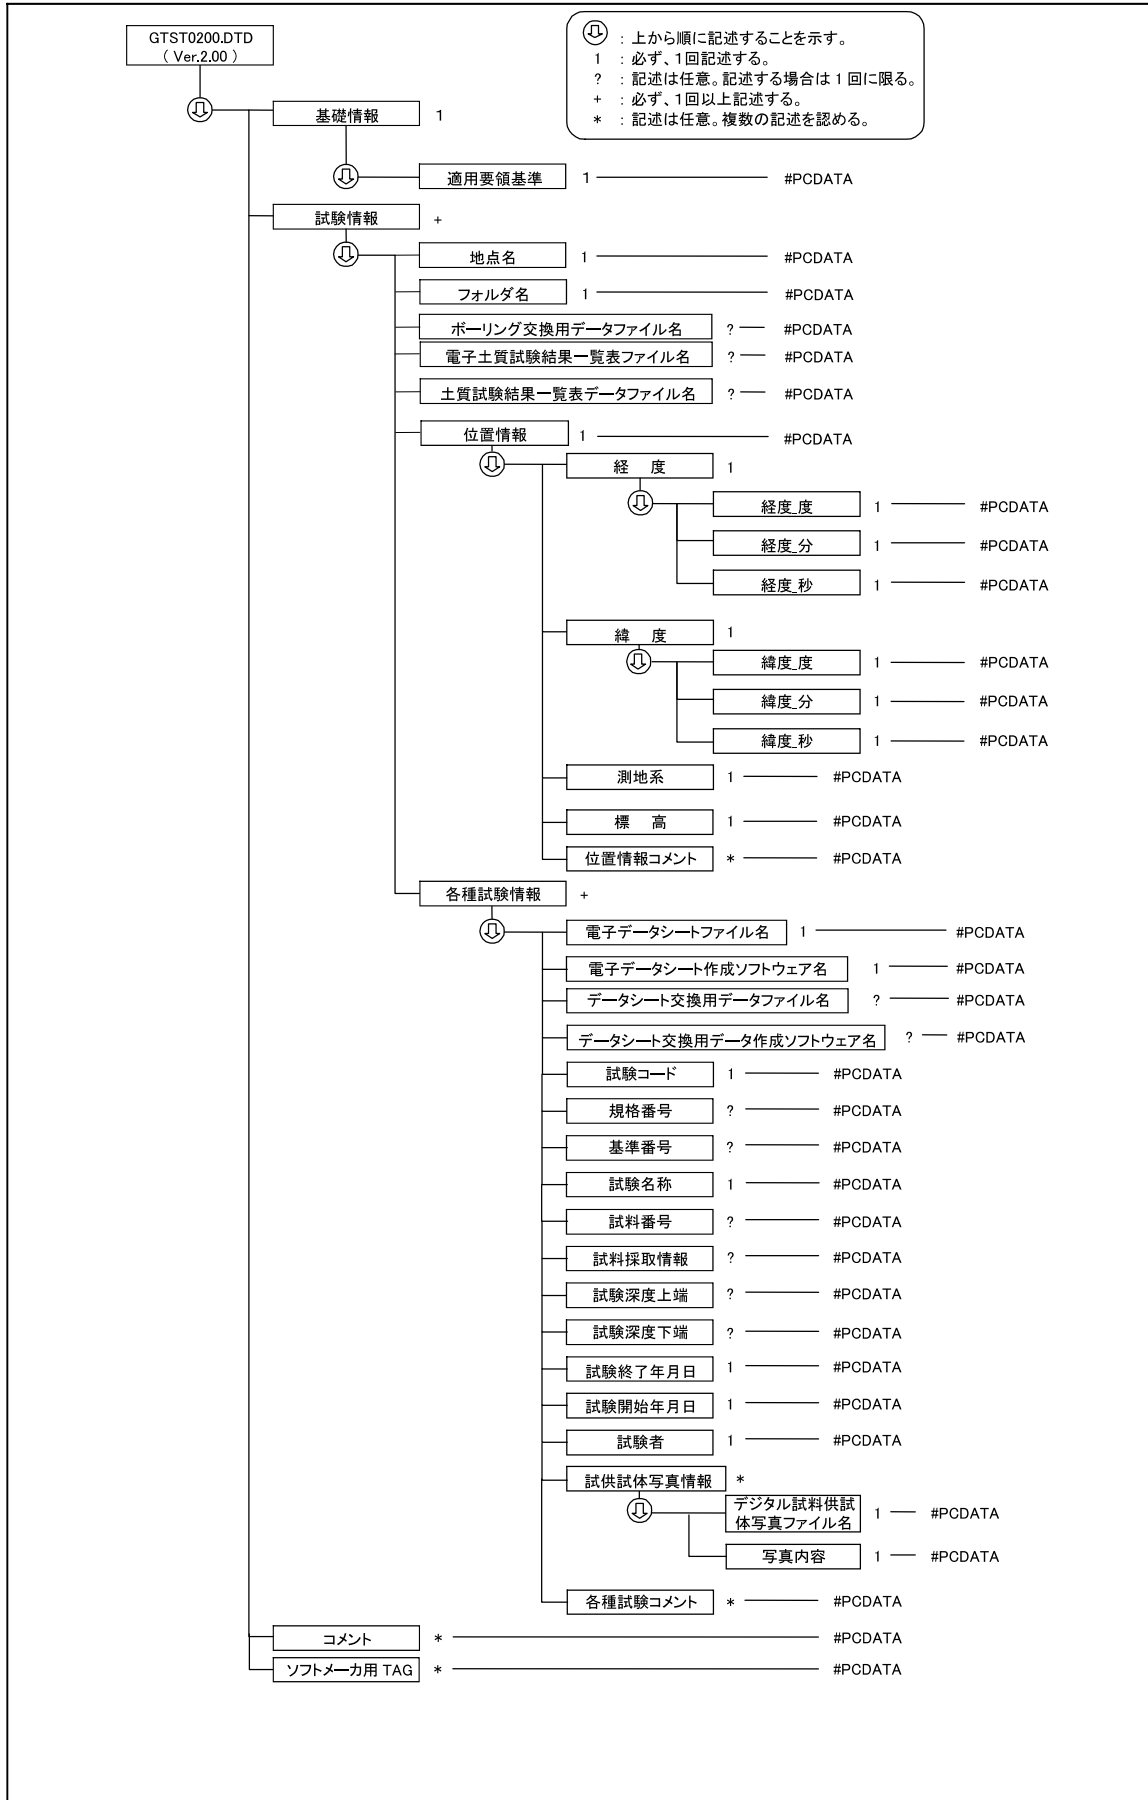 GTST0200.DTD
( Ver.2.00 )
: 上から順に記述することを示す。
1 : 必ず、1回記述する。
? : 記述は任意。記述する場合は1回に限る。
+ : 必ず、1回以上記述する。
* : 記述は任意。複数の記述を認める。
基礎情報 1
適用要領基準 1 #PCDATA
試験情報 +
地点名 1 #PCDATA
フォルダ名 1 #PCDATA
ボーリング交換用データファイル名 ? #PCDATA
電子土質試験結果一覧表ファイル名 ? #PCDATA
土質試験結果一覧表データファイル名 ? #PCDATA
位置情報 1 #PCDATA
経 度 1
経度_度 1 #PCDATA
経度_分 1 #PCDATA
経度_秒 1 #PCDATA
緯 度 1
緯度_度 1 #PCDATA
緯度_分 1 #PCDATA
緯度_秒 1 #PCDATA
測地系 1 #PCDATA
標 高 1 #PCDATA
位置情報コメント * #PCDATA
各種試験情報 +
電子データシートファイル名 1 #PCDATA
電子データシート作成ソフトウェア名 1 #PCDATA
データシート交換用データファイル名 ? #PCDATA
データシート交換用データ作成ソフトウェア名 ? #PCDATA
試験コード 1 #PCDATA
規格番号 ? #PCDATA
基準番号 ? #PCDATA
試験名称 1 #PCDATA
試料番号 ? #PCDATA
試料採取情報 ? #PCDATA
試験深度上端 ? #PCDATA
試験深度下端 ? #PCDATA
試験終了年月日 1 #PCDATA
試験開始年月日 1 #PCDATA
試験者 1 #PCDATA
試供試体写真情報 *
デジタル試料供試
体写真ファイル名 1 #PCDATA
写真内容 1 #PCDATA
各種試験コメント * #PCDATA
コメント * #PCDATA
ソフトメーカ用 TAG * #PCDATA